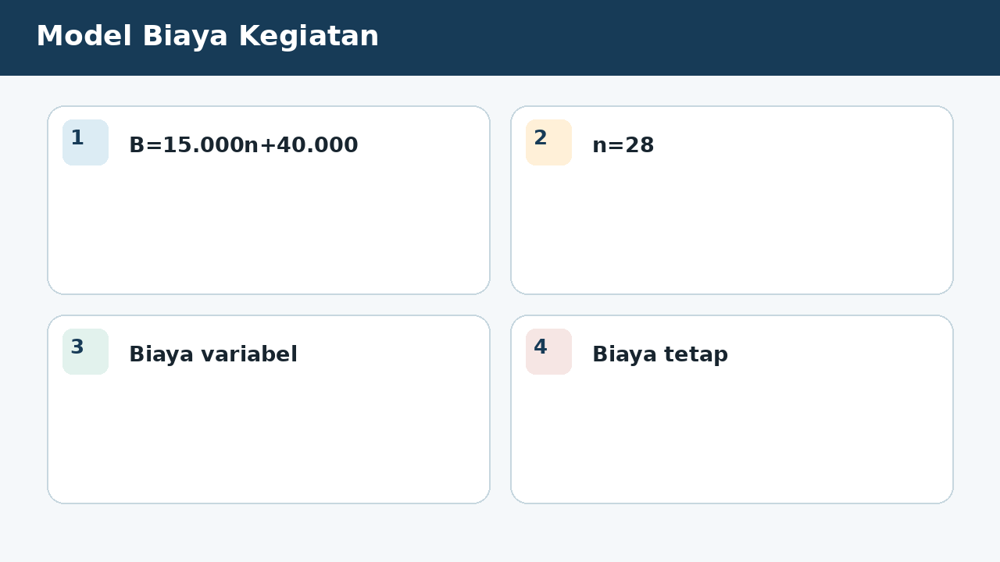 Model Biaya Kegiatan
1
B=15.000n+40.000
2
n=28
3
Biaya variabel
4
Biaya tetap